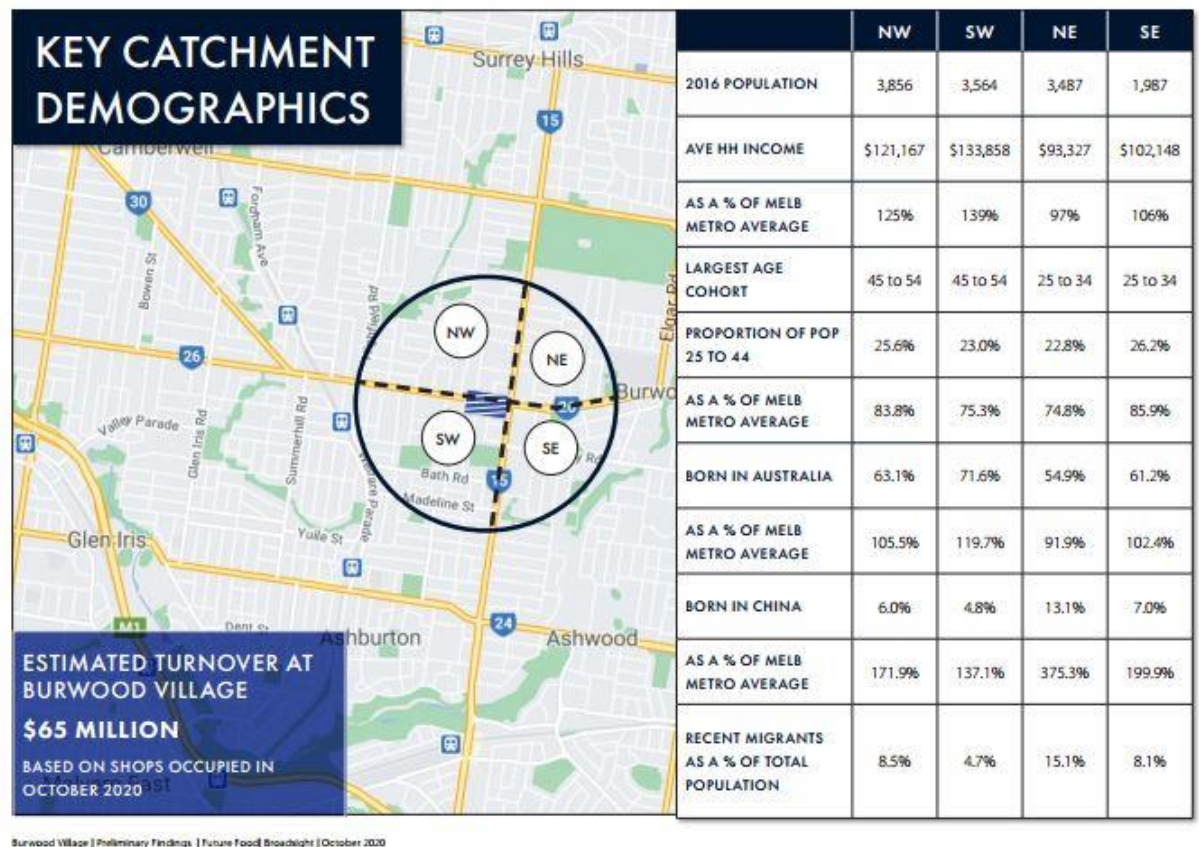 KEY CATCHMENT
DEMOGRAPHICS
Surrey Hills
Camberwell
15
30
Fordham Ave
Bowen St
Elgar Rd
26
NW
NE
Burwo
26
SW
SE
y Rd
Valley Parade
Glen Iris Rd
Summerhill Rd
Bath Rd
15
Madeline St
Parade
Yuile St
Glen Iris
M1
Dent St
Ashburton
24
Ashwood
ESTIMATED TURNOVER AT
BURWOOD VILLAGE
$65 MILLION
BASED ON SHOPS OCCUPIED IN
OCTOBER 2020
Malvern East
NW SW NE SE
2016 POPULATION 3,856 3,564 3,487 1,987
AVE HH INCOME $121,167 $133,858 $93,327 $102,148
AS A % OF MELB
METRO AVERAGE 125% 139% 97% 106%
LARGEST AGE
COHORT 45 to 54 45 to 54 25 to 34 25 to 34
PROPORTION OF POP
25 TO 44 25.6% 23.0% 22.8% 26.2%
AS A % OF MELB
METRO AVERAGE 83.8% 75.3% 74.8% 85.9%
BORN IN AUSTRALIA 63.1% 71.6% 54.9% 61.2%
AS A % OF MELB
METRO AVERAGE 105.5% 119.7% 91.9% 102.4%
BORN IN CHINA 6.0% 4.8% 13.1% 7.0%
AS A % OF MELB
METRO AVERAGE 171.9% 137.1% 375.3% 199.9%
RECENT MIGRANTS
AS A % OF TOTAL
POPULATION 8.5% 4.7% 15.1% 8.1%
Burwood Village | Preliminary Findings | Future Food| Broadsight | October 2020